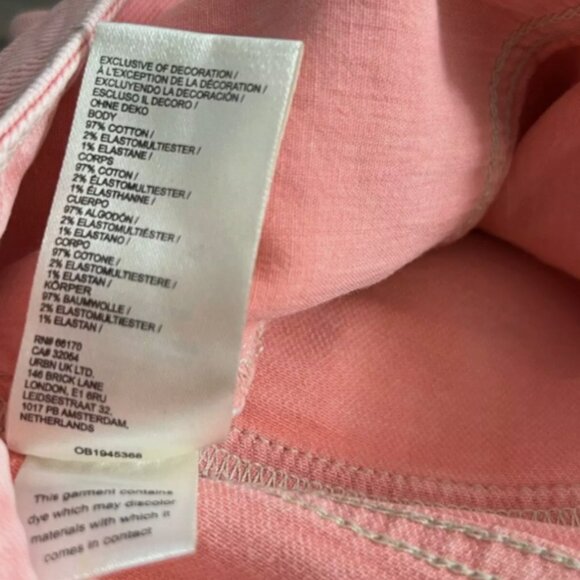 EXCLUSIVE OF DECORATION /
À L'EXCEPTION DE LA DÉCORATION /
EXCLUYENDO LA DECORACIÓN /
ESCLUSO IL DECORO /
OHNE DEKO
BODY
97% COTTON /
2% ELASTOMULTIESTER /
1% ELASTANE /
CORPS
97% COTON /
2% ÉLASTOMULTIESTER /
1% ÉLASTHANNE /
CUERPO
97% ALGODÓN /
2% ELASTOMULTIÉSTER /
1% ELASTANO /
CORPO
97% COTONE /
2% ELASTOMULTIESTERE /
1% ELASTAN /
KÖRPER
97% BAUMWOLLE /
2% ELASTOMULTIESTER /
1% ELASTAN /
RN# 66170
CA# 32054
URBN UK LTD.
146 BRICK LANE
LONDON, E1 6RU
LEIDSESTRAAT 32,
1017 PB AMSTERDAM,
NETHERLANDS
OB1945366
This garment contains
dye which may discolor
materials with which it
comes in contact